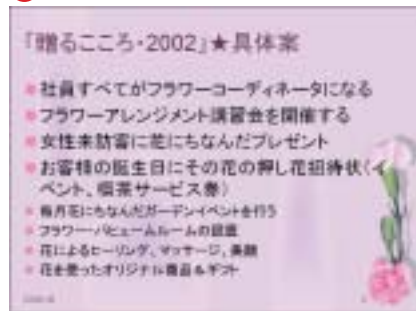 「贈るこころ・2002」★具体案
社員すべてがフラワーコーディネータになる
フラワーアレンジメント講習会を開催する
女性来訪客に花にちなんだプレゼント
お客様の誕生日にその花の押し花招待状(イ
ベント、喫茶サービス券)
毎月花にちなんだガーデンイベントを行う
フラワー・パヒュームルームの設置
花によるヒーリング、マッサージ、美顔
花を使ったオリジナル商品&ギフト